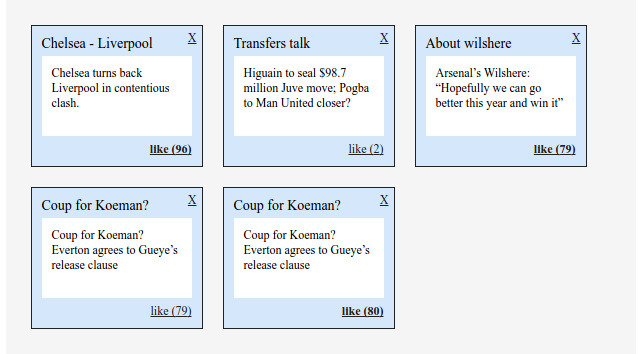 Chelsea - Liverpool X
Chelsea turns back
Liverpool in contentious
clash.
like (96)
Transfers talk X
Higuain to seal $98.7
million Juve move; Pogba
to Man United closer?
like (2)
About wilshere X
Arsenal’s Wilshere:
“Hopefully we can go
better this year and win it”
like (79)
Coup for Koeman? X
Coup for Koeman?
Everton agrees to Gueye’s
release clause
like (79)
Coup for Koeman? X
Coup for Koeman?
Everton agrees to Gueye’s
release clause
like (80)